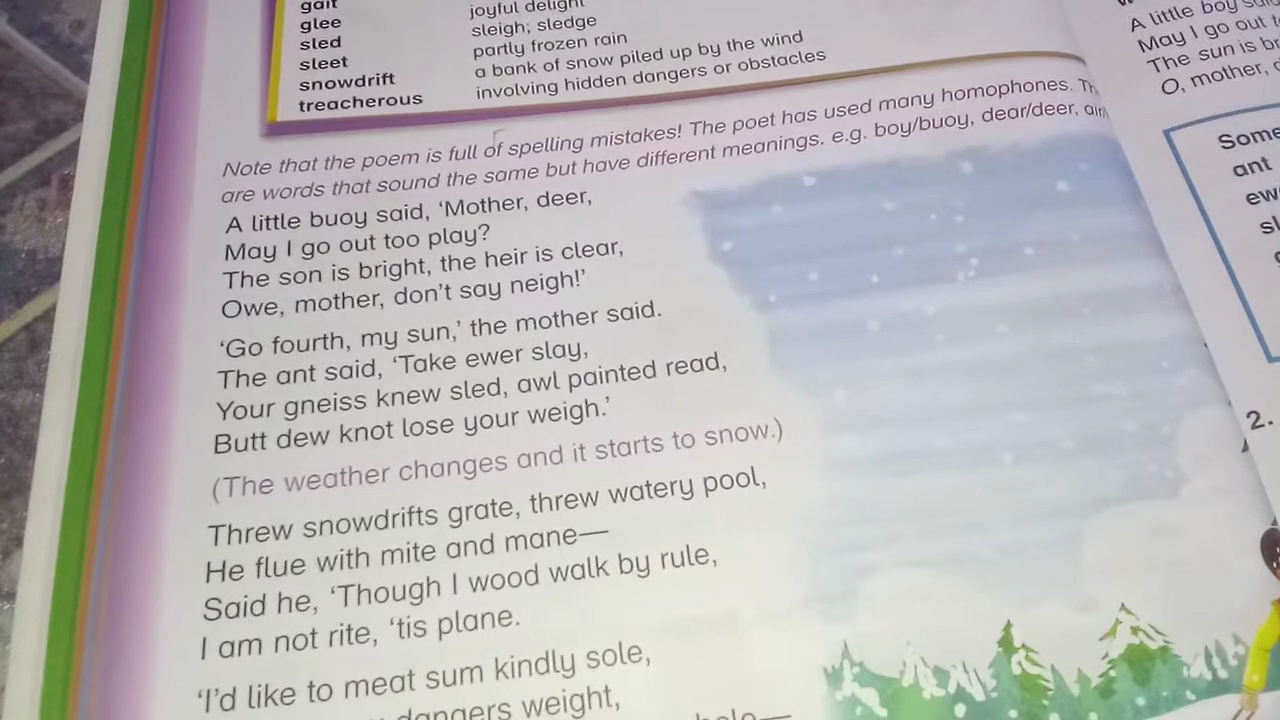 gait joyful delight
glee sleigh; sledge
sled partly frozen rain
sleet a bank of snow piled up by the wind
snowdrift involving hidden dangers or obstacles
treacherous
Note that the poem is full of spelling mistakes! The poet has used many homophones.
are words that sound the same but have different meanings. e.g. boy/buoy, dear/deer,
A little buoy said, ‘Mother, deer,
May I go out too play?
The son is bright, the heir is clear,
Owe, mother, don’t say neigh!’
‘Go fourth, my sun,’ the mother said.
The ant said, ‘Take ewer slay,
Your gneiss knew sled, awl painted read,
Butt dew knot lose your weigh.’
(The weather changes and it starts to snow.)
Threw snowdrifts grate, threw watery pool,
He flue with mite and mane—
Said he, ‘Though I wood walk by rule,
I am not rite, ‘tis plane.
‘I’d like to meat sum kindly sole,
dangers weight,
A little boy
May I go out
The sun is
O, mother,
Some
ant
2.